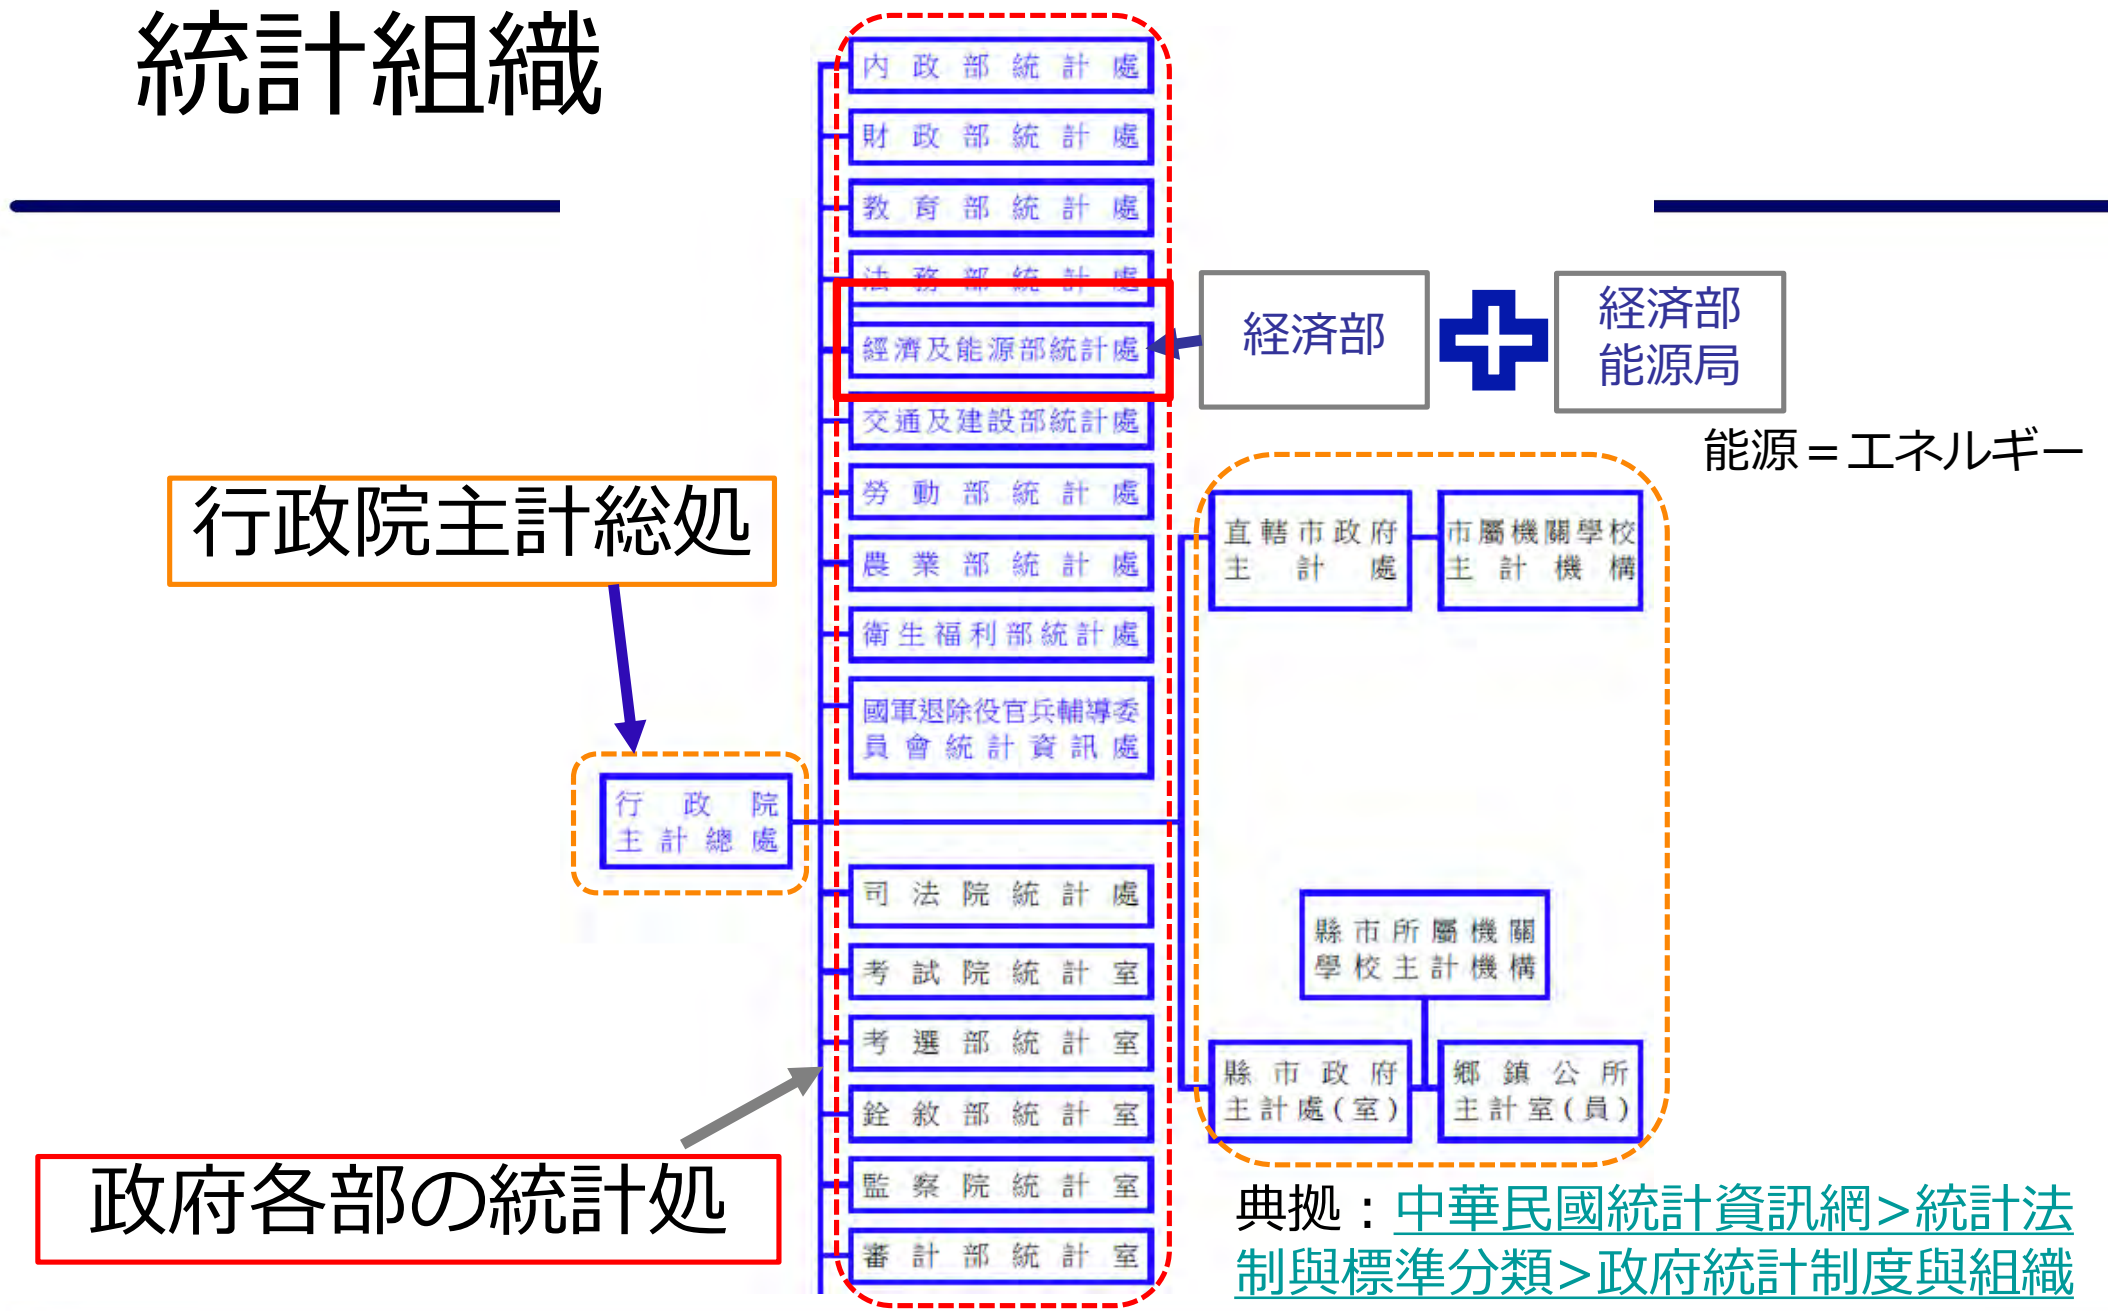 統計組織
內政部統計處
財政部統計處
教育部統計處
法務部統計處
經濟及能源部統計處
交通及建設部統計處
勞動部統計處
農業部統計處
衛生福利部統計處
國軍退除役官兵輔導委
員會統計資訊處
経済部
経済部
能源局
能源＝エネルギー
行政院主計総処
行政院
主計總處
直轄市政府
主計處
市屬機關學校
主計機構
司法院統計處
考試院統計室
考選部統計室
銓敘部統計室
監察院統計室
審計部統計室
縣市所屬機關
學校主計機構
縣市政府
主計處(室)
鄉鎮公所
主計室(員)
政府各部の統計処
典拠：中華民國統計資訊網>統計法
制與標準分類>政府統計制度與組織